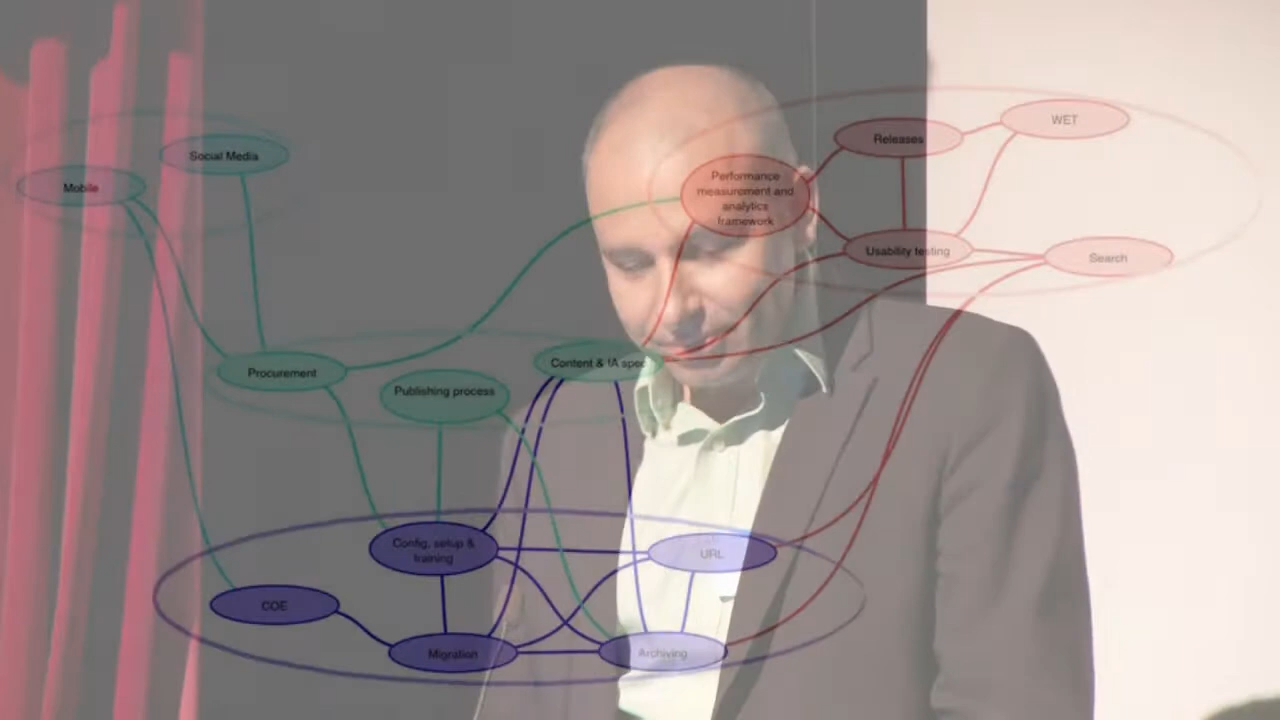 WET
Releases
Social Media
Mobile
Performance
measurement and
analytics
framework
Usability testing
Search
Content & IA spec
Procurement
Publishing process
Config, setup &
training
URL
COE
Migration
Archiving